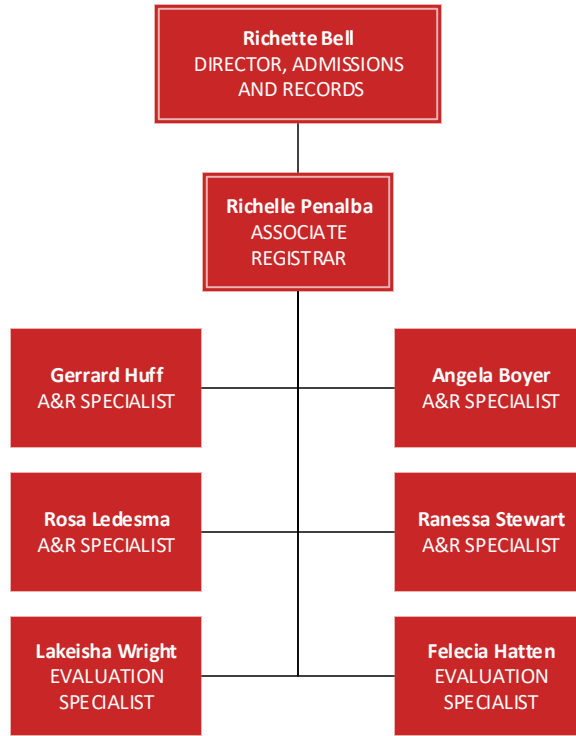 Richette Bell
DIRECTOR, ADMISSIONS
AND RECORDS
Richelle Penalba
ASSOCIATE
REGISTRAR
Gerrard Huff
A&R SPECIALIST
Angela Boyer
A&R SPECIALIST
Rosa Ledesma
A&R SPECIALIST
Ranessa Stewart
A&R SPECIALIST
Lakeisha Wright
EVALUATION
SPECIALIST
Felecia Hatten
EVALUATION
SPECIALIST